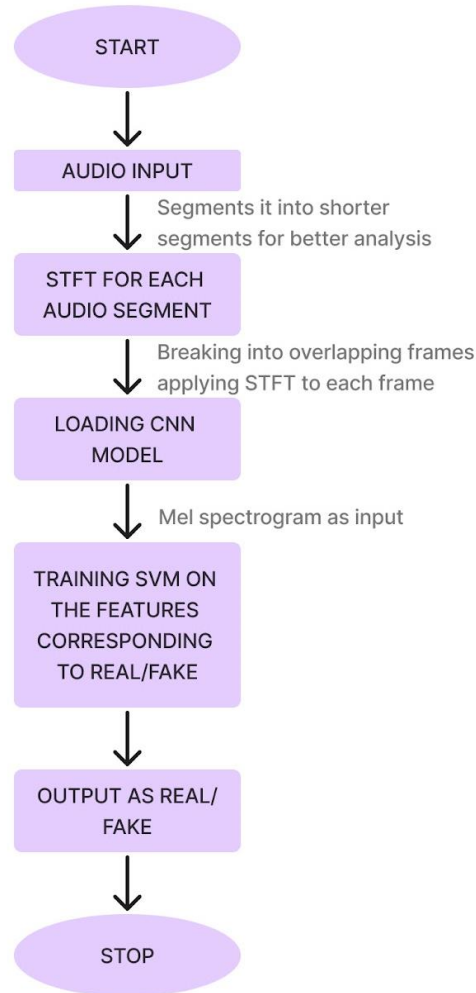 START
AUDIO INPUT
Segments it into shorter
segments for better analysis
STFT FOR EACH
AUDIO SEGMENT
Breaking into overlapping frames
applying STFT to each frame
LOADING CNN
MODEL
Mel spectrogram as input
TRAINING SVM ON
THE FEATURES
CORRESPONDING
TO REAL/FAKE
OUTPUT AS REAL/
FAKE
STOP